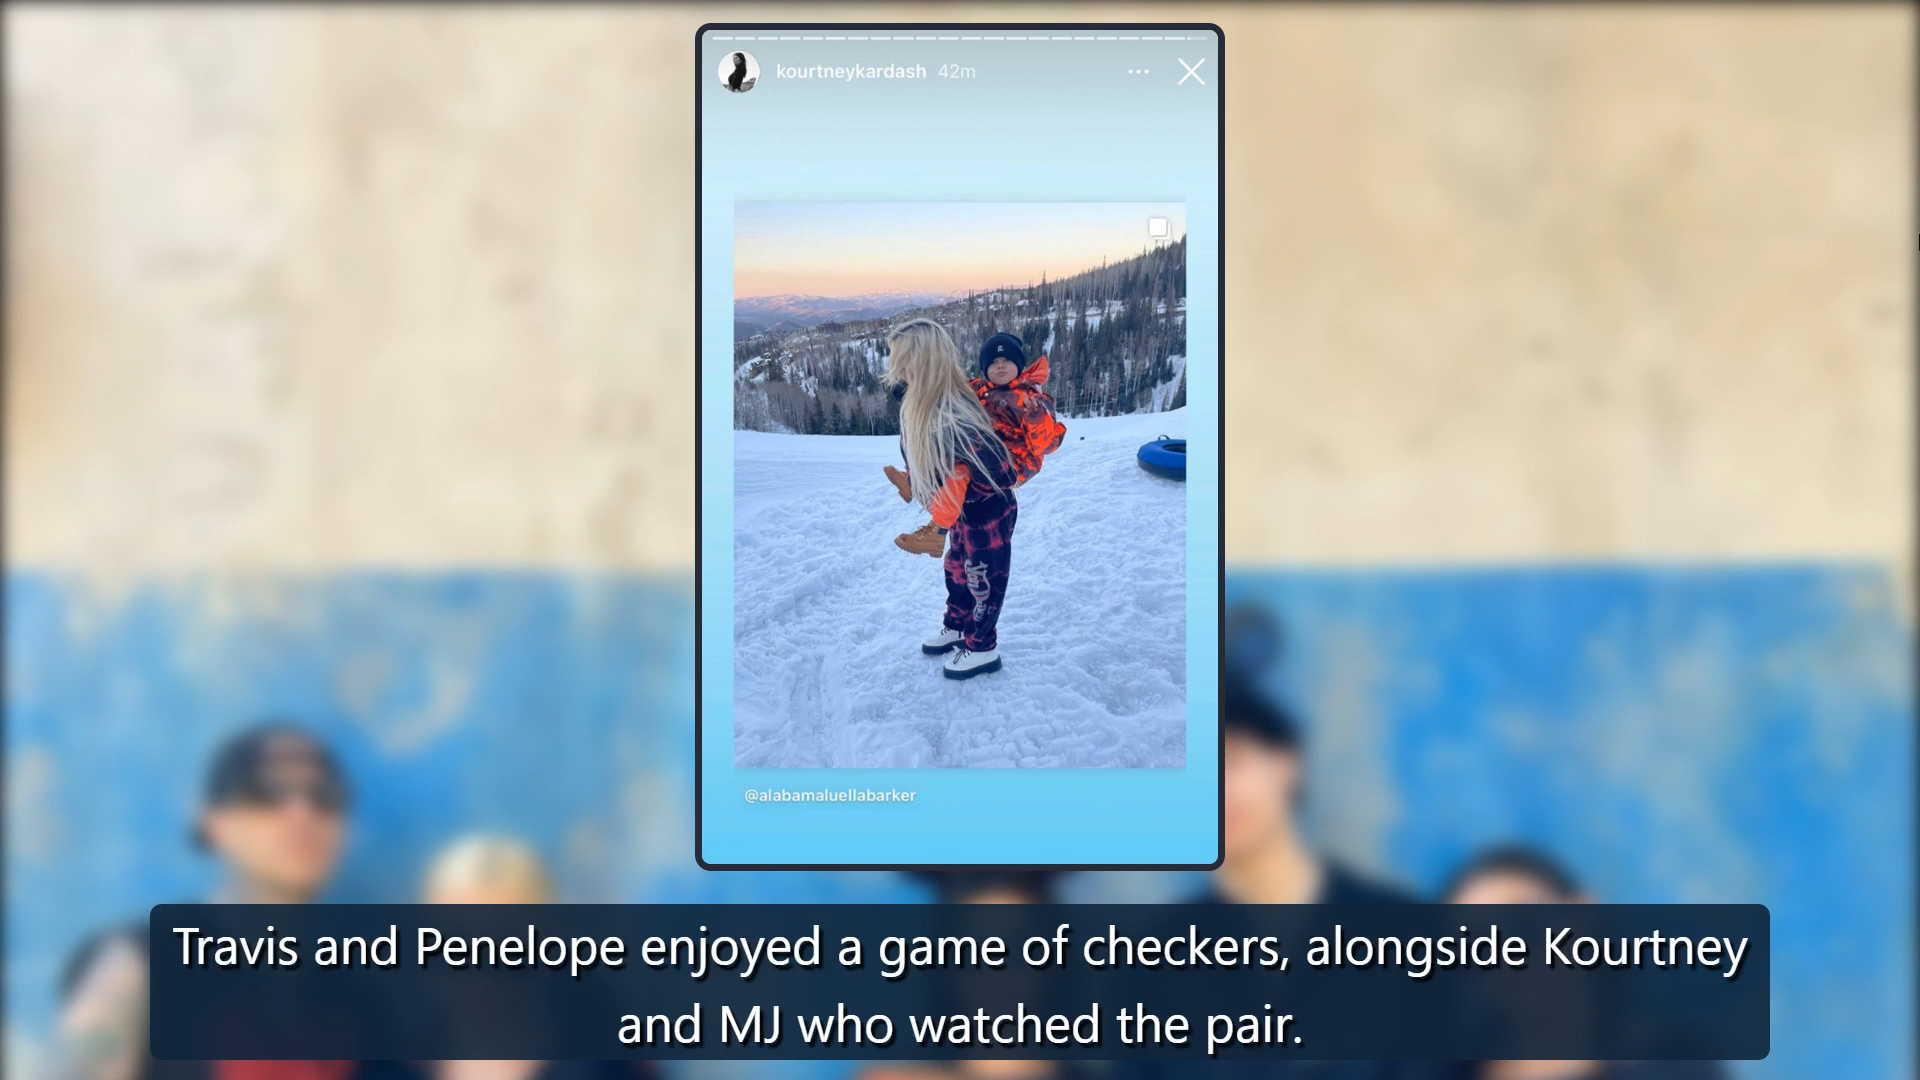 kourtneykardash 42m
@alabamaluellabarker
Travis and Penelope enjoyed a game of checkers, alongside Kourtney
and MJ who watched the pair.